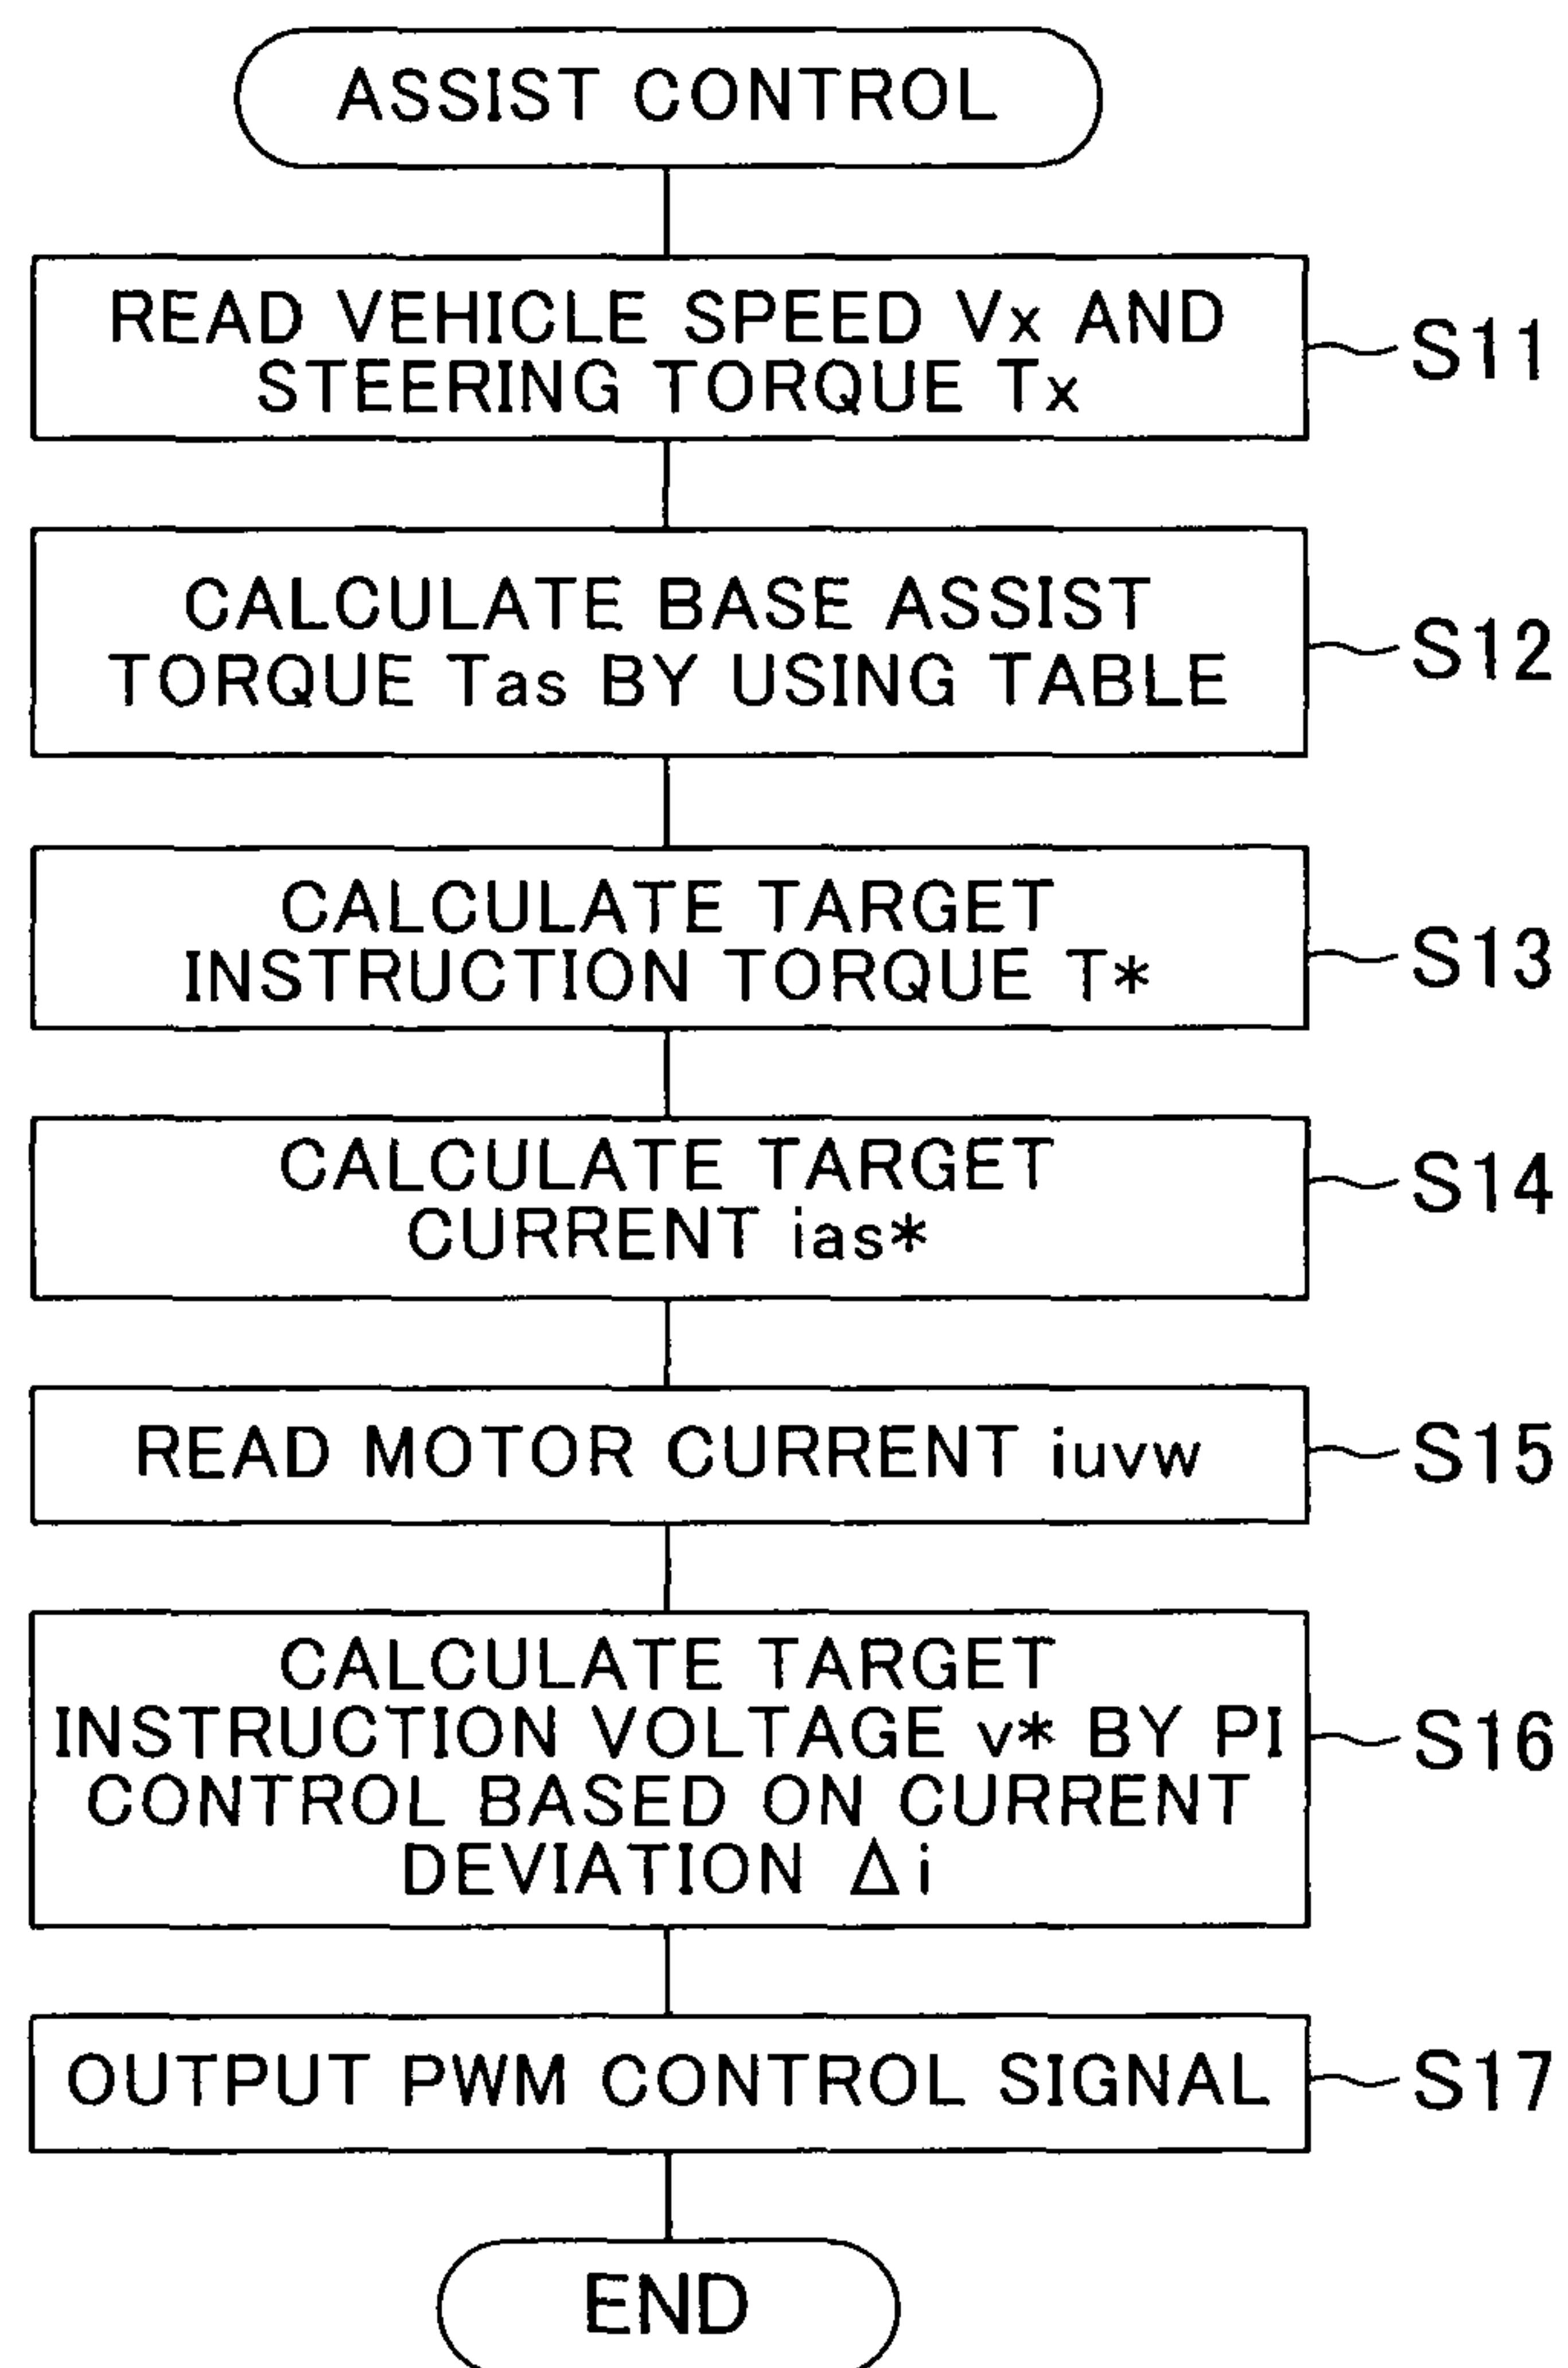 ASSIST CONTROL
READ VEHICLE SPEED Vx AND
STEERING TORQUE Tx
S11
CALCULATE BASE ASSIST
TORQUE Tas BY USING TABLE
S12
CALCULATE TARGET
INSTRUCTION TORQUE T*
S13
CALCULATE TARGET
CURRENT ias*
S14
READ MOTOR CURRENT iuvw
S15
CALCULATE TARGET
INSTRUCTION VOLTAGE v* BY PI
CONTROL BASED ON CURRENT
DEVIATION Δi
S16
OUTPUT PWM CONTROL SIGNAL
S17
END